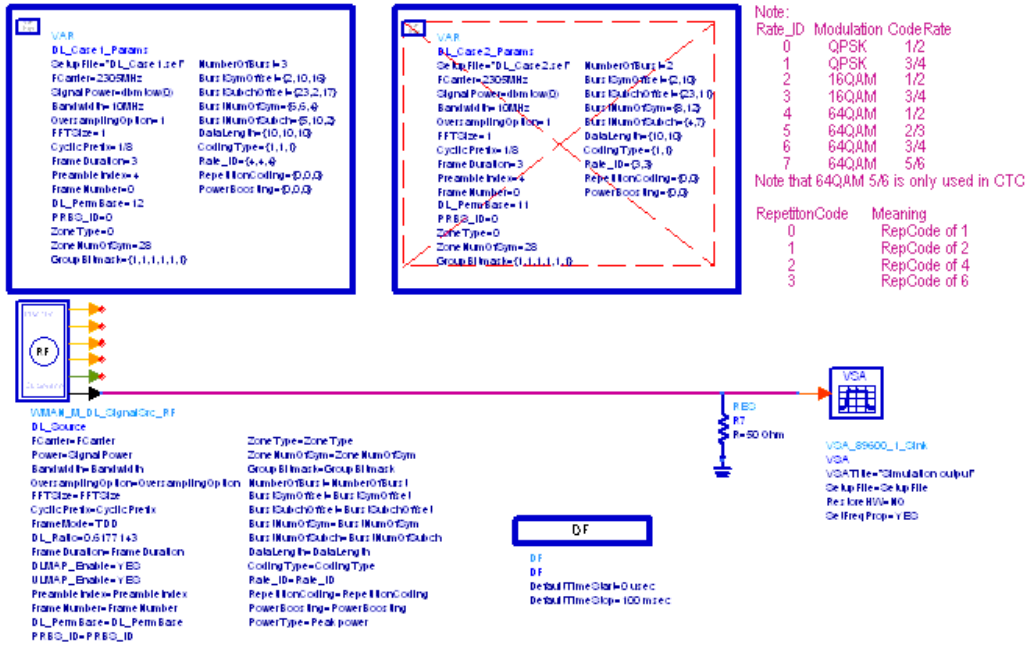 VAR
DL_Case1_Params
SetupFile="DL_Case1.set"
FCarrier=2305MHz
SignalPower=dbmtow(0)
Bandwidth=10MHz
OversamplingOption=1
FFTSize=1
CyclicPrefix=1/8
FrameDuration=3
PreambleIndex=4
FrameNumber=0
DL_PermBase=12
PRBS_ID=0
ZoneType=0
ZoneNumOfSym=28
GroupBitmask={1,1,1,1,1,1}
NumberOfBurst=3
BurstSymOffset={2,10,16}
BurstSubchOffset={23,2,17}
BurstNumOfSym={6,6,4}
BurstNumOfSubch={5,10,2}
DataLength={10,10,10}
CodingType={1,1,1}
Rate_ID={4,4,4}
RepetitionCoding={0,0,0}
PowerBoosting={0,0,0}
VAR
DL_Case2_Params
SetupFile="DL_Case2.set"
FCarrier=2305MHz
SignalPower=dbmtow(0)
Bandwidth=10MHz
OversamplingOption=1
FFTSize=1
CyclicPrefix=1/8
FrameDuration=3
PreambleIndex=4
FrameNumber=0
DL_PermBase=11
PRBS_ID=0
ZoneType=0
ZoneNumOfSym=28
GroupBitmask={1,1,1,1,1,1}
NumberOfBurst=2
BurstSymOffset={2,10}
BurstSubchOffset={23,11}
BurstNumOfSym={8,12}
BurstNumOfSubch={4,7}
DataLength={10,10}
CodingType={1,1}
Rate_ID={3,3}
RepetitionCoding={0,0}
PowerBoosting={0,0}
Note:
Rate_ID Modulation CodeRate
0 QPSK 1/2
1 QPSK 3/4
2 16QAM 1/2
3 16QAM 3/4
4 64QAM 1/2
5 64QAM 2/3
6 64QAM 3/4
7 64QAM 5/6
Note that 64QAM 5/6 is only used in CTC
RepetitonCode Meaning
0 RepCode of 1
1 RepCode of 2
2 RepCode of 4
3 RepCode of 6
RF
WMAN_M_DL_SignalSrc_RF
DL_Source
FCarrier=FCarrier
Power=SignalPower
Bandwidth=Bandwidth
OversamplingOption=OversamplingOption
FFTSize=FFTSize
CyclicPrefix=CyclicPrefix
FrameMode=TDD
DL_Ratio=0.6177143
FrameDuration=FrameDuration
DLMAP_Enable=YES
ULMAP_Enable=YES
PreambleIndex=PreambleIndex
FrameNumber=FrameNumber
DL_PermBase=DL_PermBase
PRBS_ID=PRBS_ID
ZoneType=ZoneType
ZoneNumOfSym=ZoneNumOfSym
GroupBitmask=GroupBitmask
NumberOfBurst=NumberOfBurst
BurstSymOffset=BurstSymOffset
BurstSubchOffset=BurstSubchOffset
BurstNumOfSym=BurstNumOfSym
BurstNumOfSubch=BurstNumOfSubch
DataLength=DataLength
CodingType=CodingType
Rate_ID=Rate_ID
RepetitionCoding=RepetitionCoding
PowerBoosting=PowerBoosting
PowerType=Peak power
DF
DF
DF
DefaultTimeStart=0 usec
DefaultTimeStop=100 msec
RES
R7
R=50 Ohm
VSA
VSA_89600_1_Sink
VSA
VSATitle="Simulation output"
SetupFile=SetupFile
RestoreHW=NO
SetFreqProp=YES